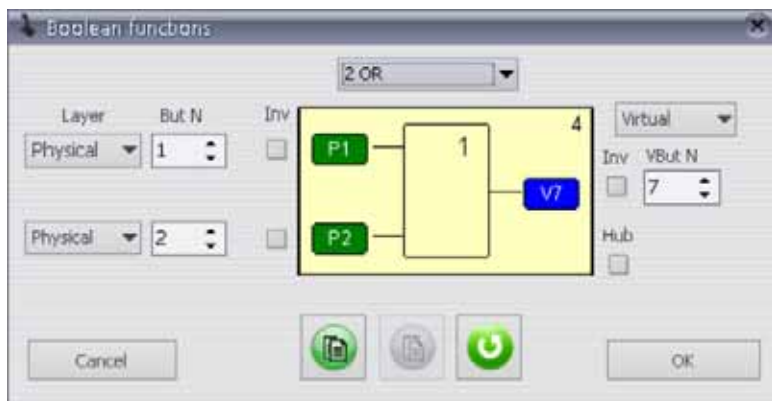 Boolean functions
2 OR
Layer But N Inv
Physical 1
P1 1 4
Virtual
Inv VBut N
V7 7
Physical 2
P2
Hub
Cancel OK